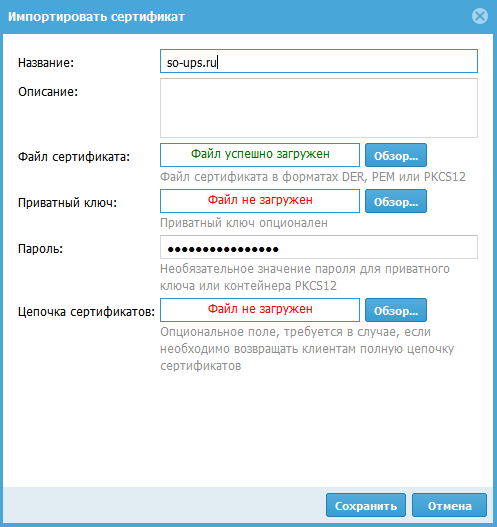 Импортировать сертификат
Название:
so-ups.ru
Описание:
Файл сертификата:
Файл успешно загружен
Обзор...
Файл сертификата в форматах DER, PEM или PKCS12
Приватный ключ:
Файл не загружен
Обзор...
Приватный ключ опционален
Пароль:
●●●●●●●●●●●●●●●●
Необязательное значение пароля для приватного
ключа или контейнера PKCS12
Цепочка сертификатов:
Файл не загружен
Обзор...
Опциональное поле, требуется в случае, если
необходимо возвращать клиентам полную цепочку
сертификатов
Сохранить
Отмена